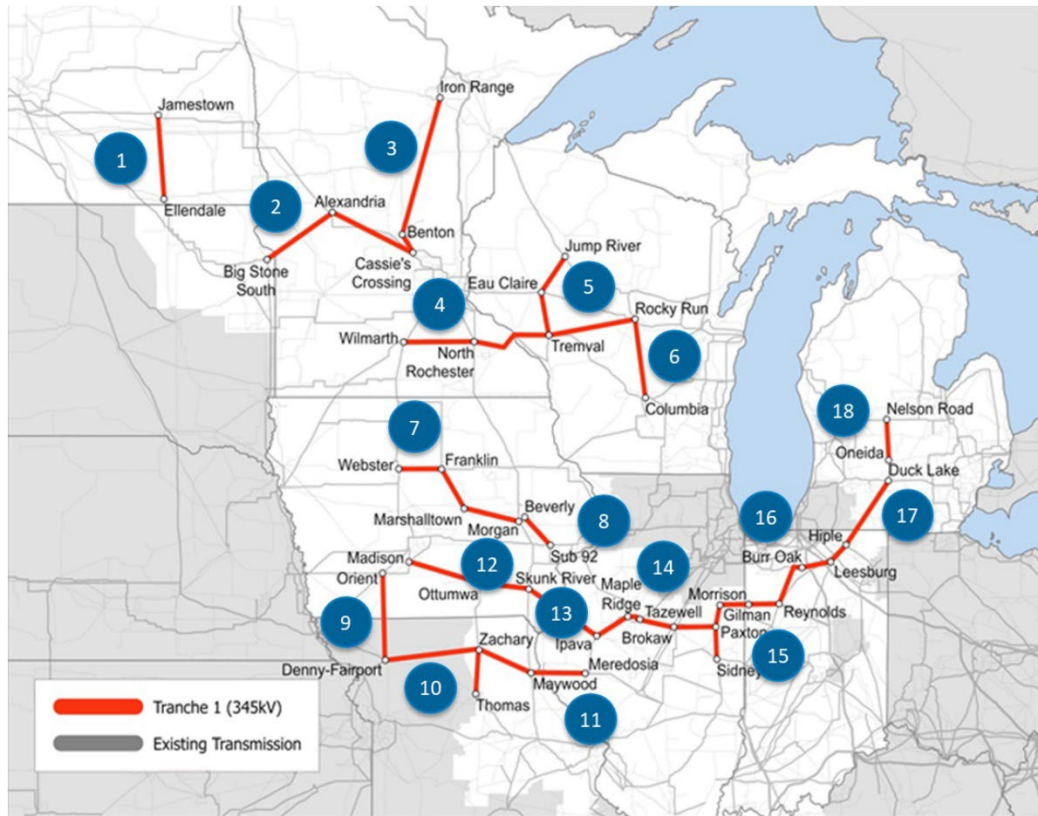 Iron Range
Jamestown
3
1
Ellendale
2
Alexandria
Benton
Big Stone
South
Cassie's
Crossing
Jump River
Eau Claire
5
4
Rocky Run
Wilmarth
North
Rochester
Tremval
6
Columbia
18
Nelson Road
7
Oneida
Webster
Franklin
Duck Lake
Beverly
Marshalltown
Morgan
8
16
17
Hiple
Sub 92
Madison
Burr Oak
Leesburg
Orient
12
14
Ottumwa
Skunk River
Maple
Ridge
Morrison
Tazewell
Gilman
Reynolds
13
9
Ipava
Brokaw
Paxton
Zachary
15
Denny-Fairport
Meredosia
Sidney
10
Maywood
Thomas
11
Tranche 1 (345kV)
Existing Transmission